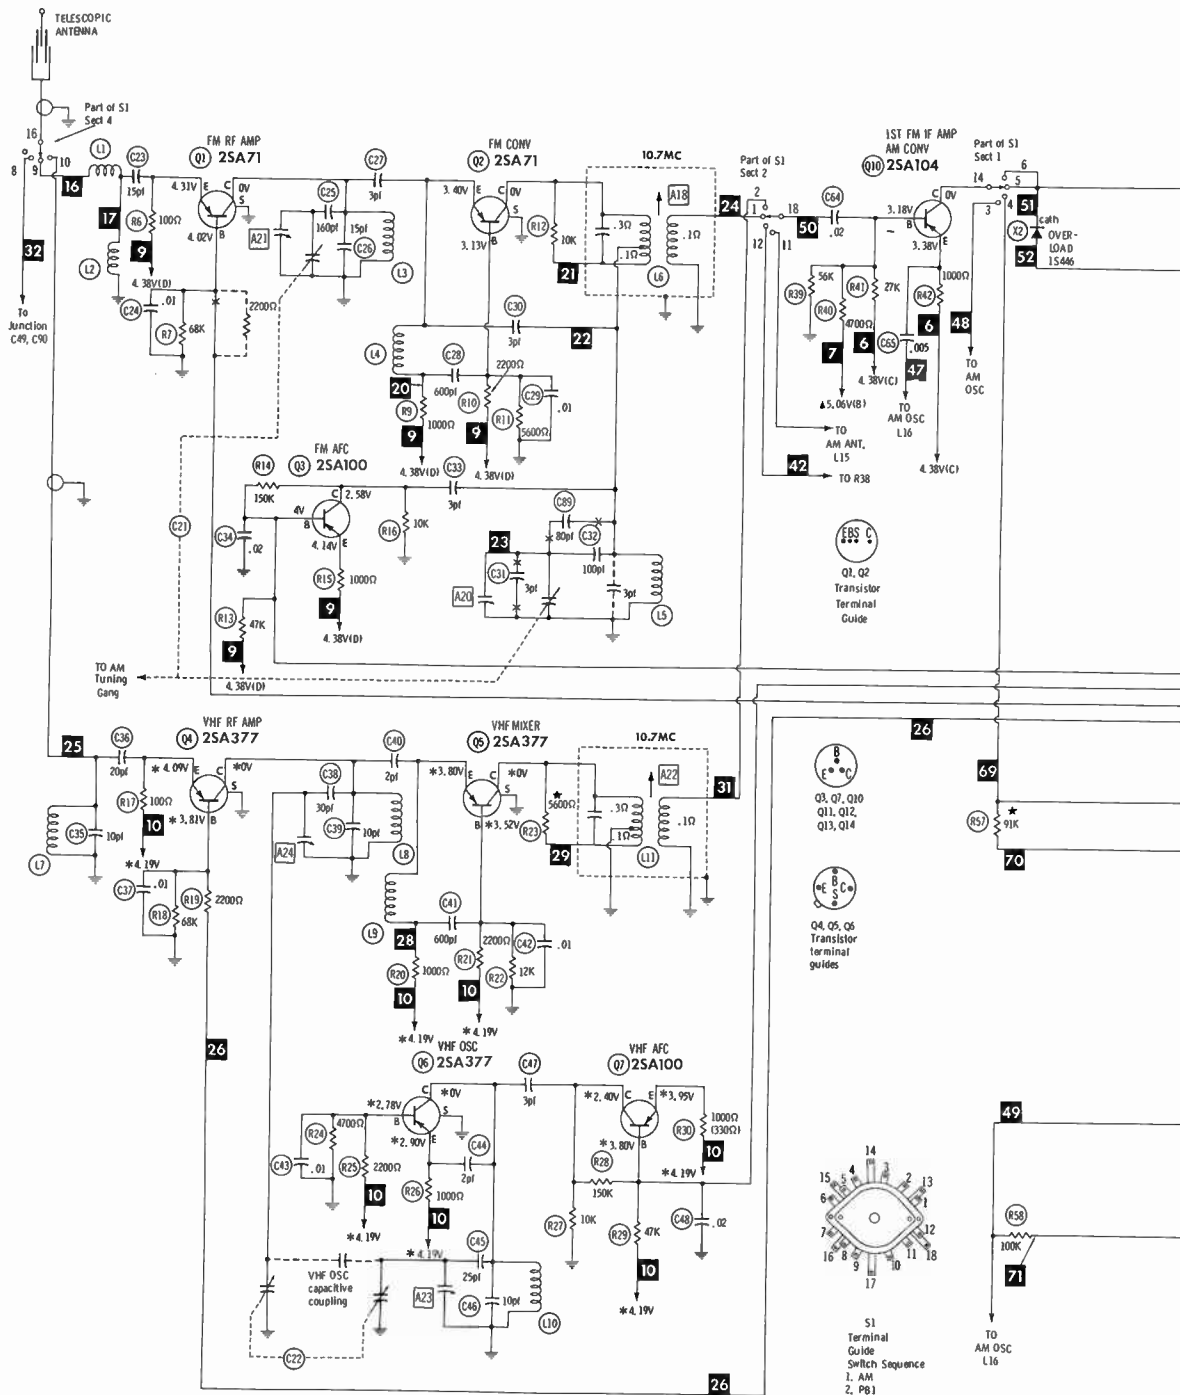 TELESCOPIC
ANTENNA
Part of S1
Sect 4
16
8
9
10
L1
16
C23
15pf
FM RF AMP
Q1 2SA71
4.31V
E
C
0V
S
B
4.02V
17
R6
100Ω
9
4.38V(D)
L2
32
To
Junction
C49, C90
C24
.01
R7
68K
2200Ω
C27
3pf
C25
160pf
A21
15pf
C26
L3
FM CONV
Q2 2SA71
3.40V
E
C
0V
S
B
3.13V
R12
10K
21
10.7MC
A18
.3Ω
.1Ω
.1Ω
L6
24
Part of S1
Sect 2
2
1
18
12
11
50
C64
.02
1ST FM IF AMP
AM CONV
Q10 2SA104
C
0V
3.18V
B
E
3.38V
Part of S1
Sect 1
6
14
5
3
4
51
cath
X2
OVER-
LOAD
1S446
52
56K
R39
R40
4700Ω
7
▲5.06V(B)
R41
27K
6
4.38V(C)
R42
1000Ω
6
C65
.005
47
TO
AM OSC
L16
4.38V(C)
48
TO
AM
OSC
TO
AM ANT,
L15
42
TO R38
C30
3pf
22
L4
20
C28
600pf
R9
1000Ω
9
4.38V(D)
2200Ω
R10
9
4.38V(D)
R11
5600Ω
C29
.01
FM AFC
Q3 2SA100
R14
150K
C
2.58V
4V
B
4.14V
E
C34
.02
R15
1000Ω
9
4.38V(D)
R16
10K
C33
3pf
C21
R13
47K
9
4.38V(D)
TO AM
Tuning
Gang
C89
80pf
C32
100pf
23
C31
3pf
A20
3pf
L5
EBS C
Q1, Q2
Transistor
Terminal
Guide
25
C36
20pf
VHF RF AMP
Q4 2SA377
*4.09V
E
C
*0V
S
*3.81V
B
R17
100Ω
10
*4.19V
C35
10pf
L7
C37
.01
R18
68K
R19
2200Ω
C40
2pf
C38
30pf
A24
C39
10pf
L8
VHF MIXER
Q5 2SA377
*3.80V
E
C
*0V
S
B
*3.52V
★
5600Ω
R23
29
10.7MC
A22
.3Ω
.1Ω
.1Ω
L11
31
26
B
E C
Q3, Q7, Q10
Q11, Q12,
Q13, Q14
B
E C
S
Q4, Q5, Q6
Transistor
terminal
guides
69
★
R57
91K
70
L9
28
C41
600pf
R20
1000Ω
10
*4.19V
2200Ω
R21
10
*4.19V
R22
12K
C42
.01
26
VHF OSC
Q6 2SA377
C
*0V
*2.78V
B
S
*2.90V
E
R24
4700Ω
C43
.01
R25
2200Ω
10
*4.19V
C44
2pf
R26
1000Ω
10
*4.19V
C47
3pf
VHF AFC
Q7 2SA100
*2.40V
C
E
*3.95V
*3.80V
B
R30
1000Ω
(330Ω)
10
*4.19V
R28
150K
R27
10K
R29
47K
10
*4.19V
C48
.02
C45
25pf
A23
C46
10pf
L10
VHF OSC
capacitive
coupling
C22
26
14
15
5
4
3
2
13
6
1
7
12
16
8
9
10
11
18
17
S1
Terminal
Guide
Switch Sequence
1. AM
2. PB1
49
R58
100K
71
TO
AM OSC
L16